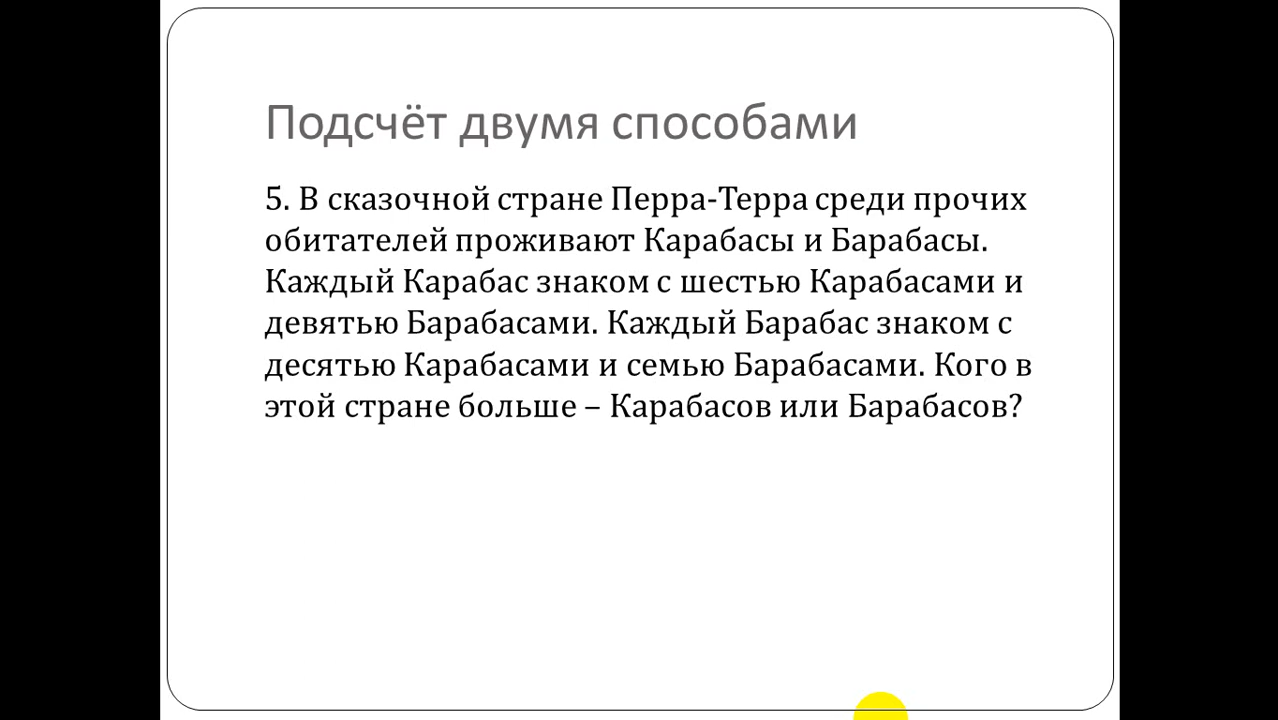 Подсчёт двумя способами
5. В сказочной стране Перра-Терра среди прочих
обитателей проживают Карабасы и Барабасы.
Каждый Карабас знаком с шестью Карабасами и
девятью Барабасами. Каждый Барабас знаком с
десятью Карабасами и семью Барабасами. Кого в
этой стране больше – Карабасов или Барабасов?